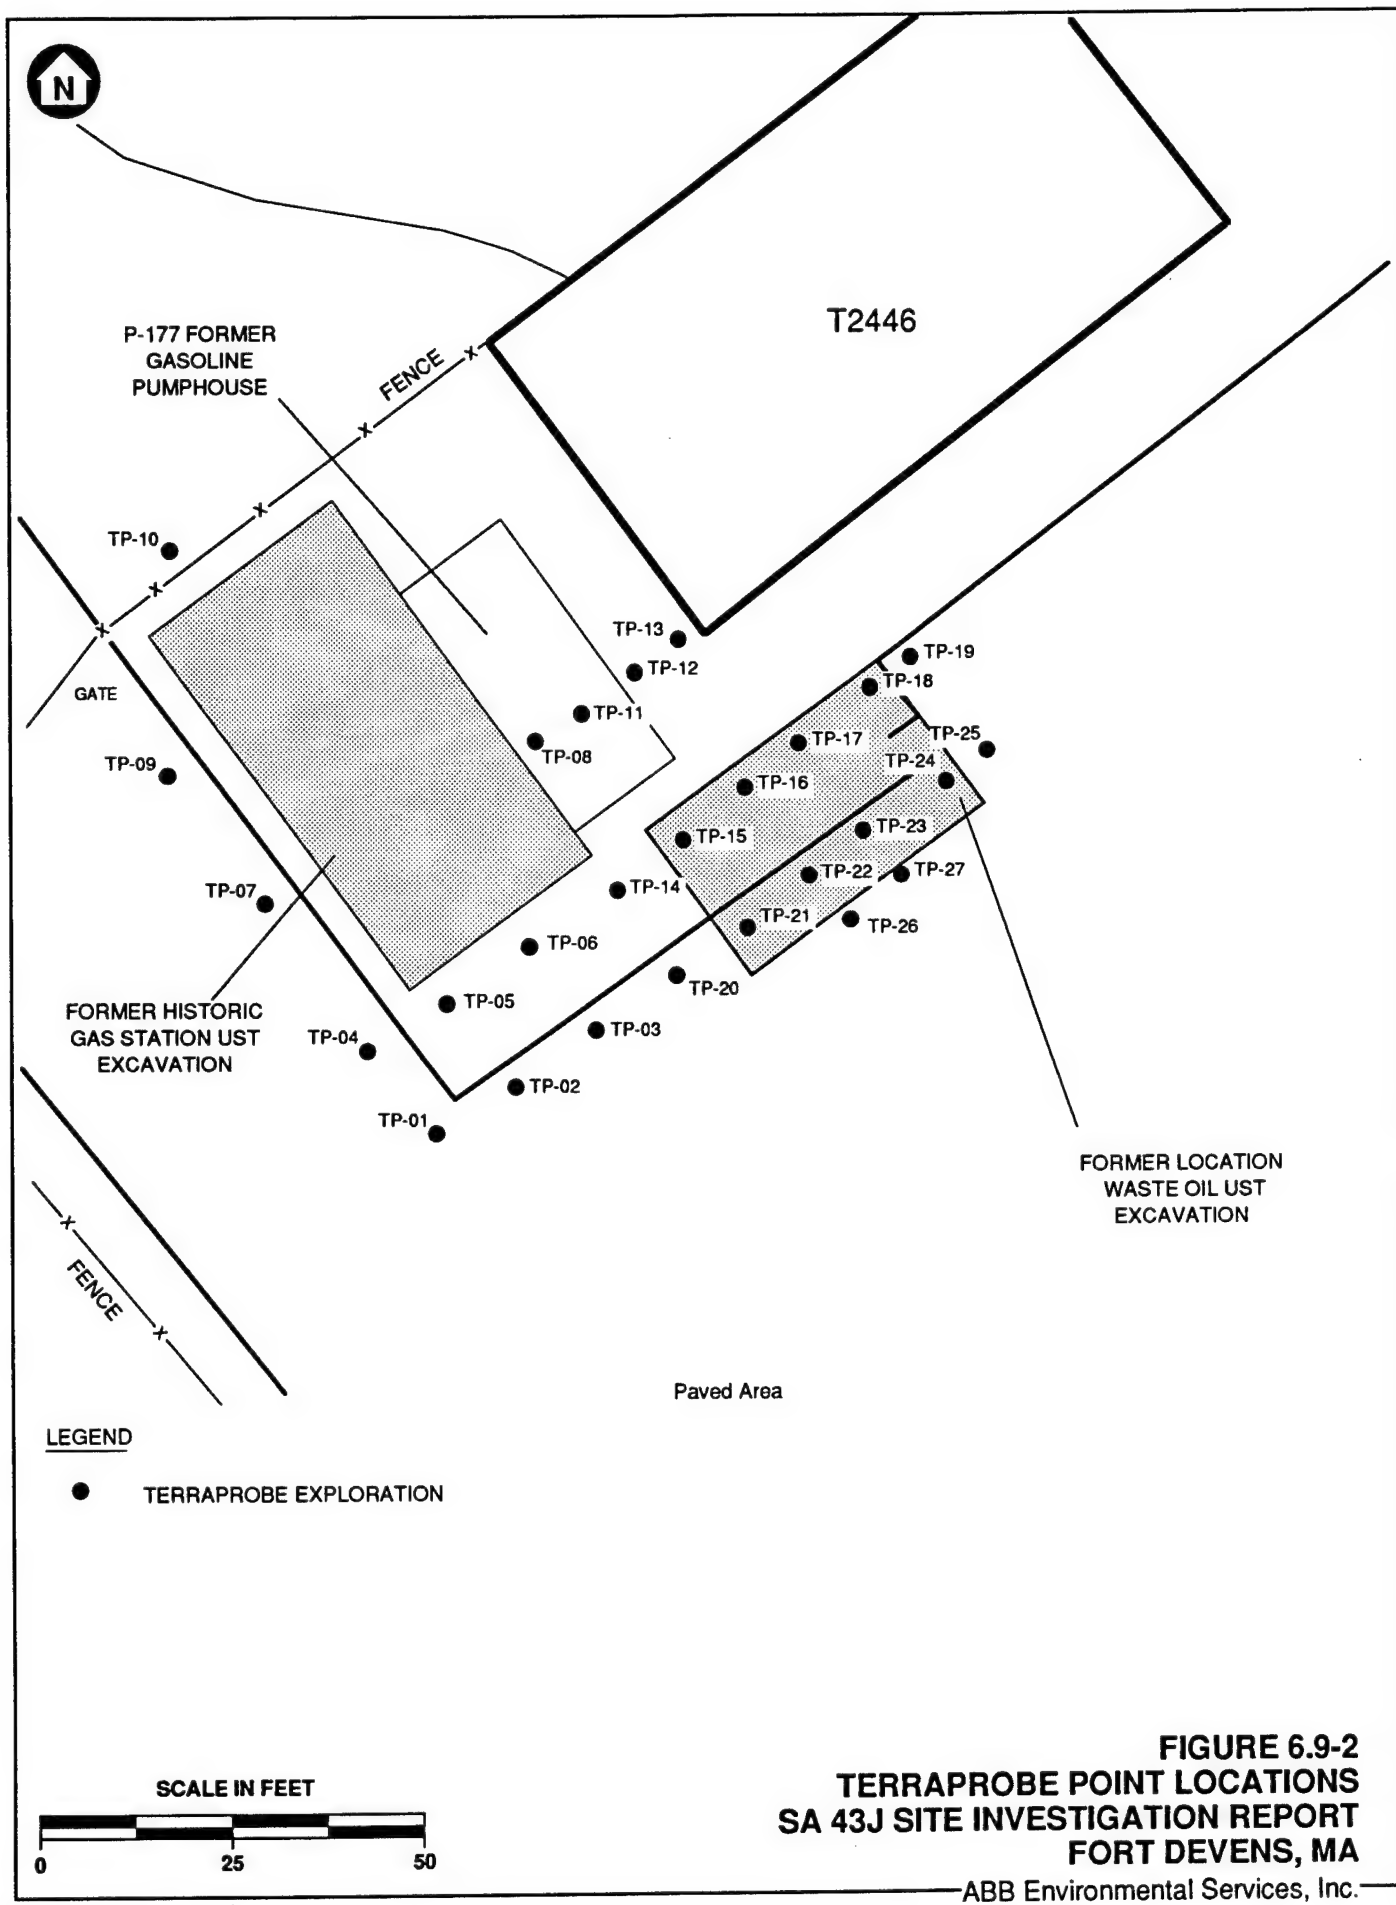 N
T2446
P-177 FORMER
GASOLINE
PUMPHOUSE
FENCE
x
x
x
x
x
TP-10
GATE
TP-13
TP-12
TP-11
TP-08
TP-19
TP-18
TP-25
TP-17
TP-24
TP-16
TP-09
TP-15
TP-23
TP-07
TP-14
TP-22
TP-27
TP-21
TP-26
TP-06
TP-20
TP-05
TP-03
FORMER HISTORIC
GAS STATION UST
EXCAVATION
TP-04
TP-02
TP-01
FORMER LOCATION
WASTE OIL UST
EXCAVATION
x
FENCE
x
Paved Area
LEGEND
TERRAPROBE EXPLORATION
SCALE IN FEET
0 25 50
FIGURE 6.9-2
TERRAPROBE POINT LOCATIONS
SA 43J SITE INVESTIGATION REPORT
FORT DEVENS, MA
ABB Environmental Services, Inc.